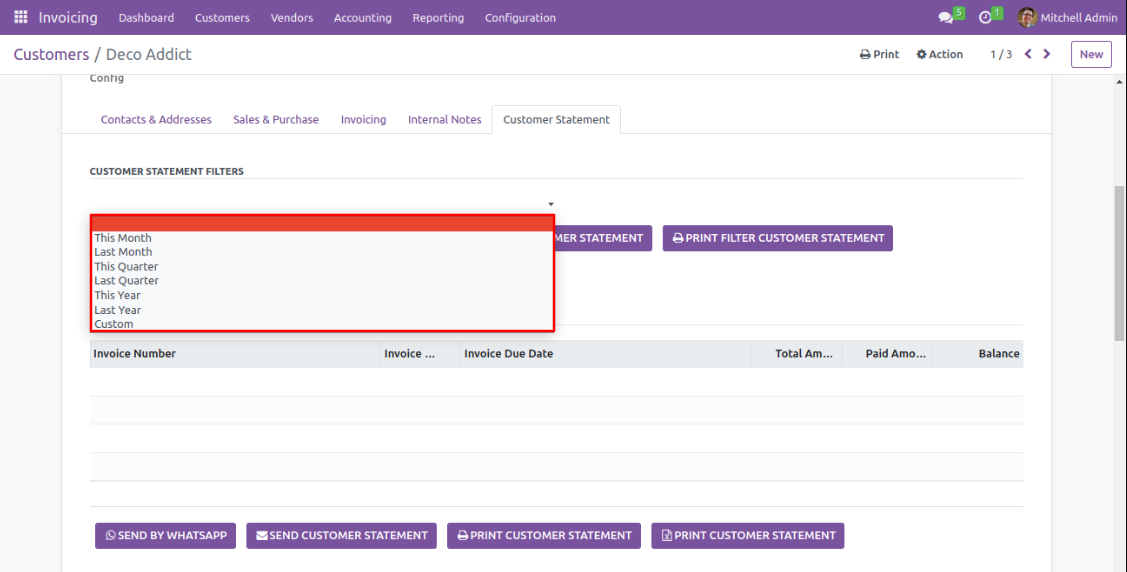 Invoicing Dashboard Customers Vendors Accounting Reporting Configuration 5 1 Mitchell Admin
Customers / Deco Addict Print Action 1 / 3 New
Config
Contacts & Addresses Sales & Purchase Invoicing Internal Notes Customer Statement
CUSTOMER STATEMENT FILTERS
This Month
MER STATEMENT PRINT FILTER CUSTOMER STATEMENT
Last Month
This Quarter
Last Quarter
This Year
Last Year
Custom
Invoice Number Invoice ... Invoice Due Date Total Am... Paid Amo... Balance
SEND BY WHATSAPP SEND CUSTOMER STATEMENT PRINT CUSTOMER STATEMENT PRINT CUSTOMER STATEMENT